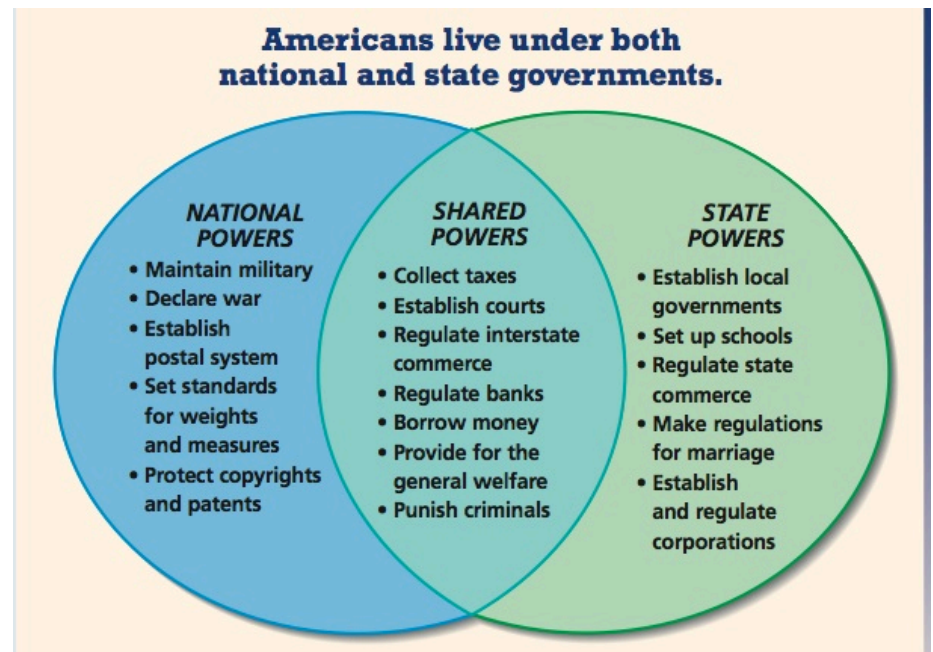 Americans live under both
national and state governments.
NATIONAL
POWERS
• Maintain military
• Declare war
• Establish
postal system
• Set standards
for weights
and measures
• Protect copyrights
and patents
SHARED
POWERS
• Collect taxes
• Establish courts
• Regulate interstate
commerce
• Regulate banks
• Borrow money
• Provide for the
general welfare
• Punish criminals
STATE
POWERS
• Establish local
governments
• Set up schools
• Regulate state
commerce
• Make regulations
for marriage
• Establish
and regulate
corporations